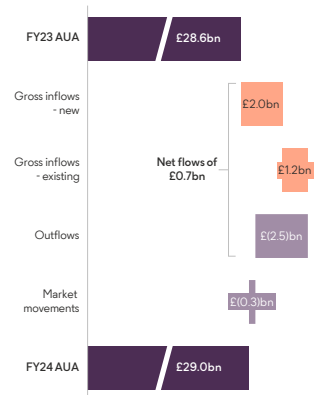 FY23 AUA
£28.6bn
Gross inflows
- new
£2.0bn
Gross inflows
- existing
Net flows of
£0.7bn
£1.2bn
Outflows
£(2.5)bn
Market
movements
£(0.3)bn
FY24 AUA
£29.0bn